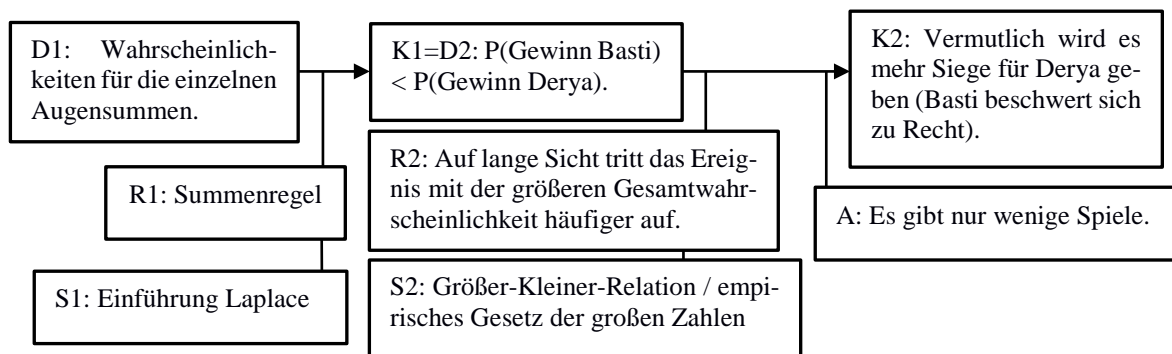 D1: Wahrscheinlich-
keiten für die einzelnen
Augensummen.
R1: Summenregel
S1: Einführung Laplace
K1=D2: P(Gewinn Basti)
< P(Gewinn Derya).
R2: Auf lange Sicht tritt das Ereig-
nis mit der größeren Gesamtwahr-
scheinlichkeit häufiger auf.
S2: Größer-Kleiner-Relation / empi-
risches Gesetz der großen Zahlen
K2: Vermutlich wird es
mehr Siege für Derya ge-
ben (Basti beschwert sich
zu Recht).
A: Es gibt nur wenige Spiele.